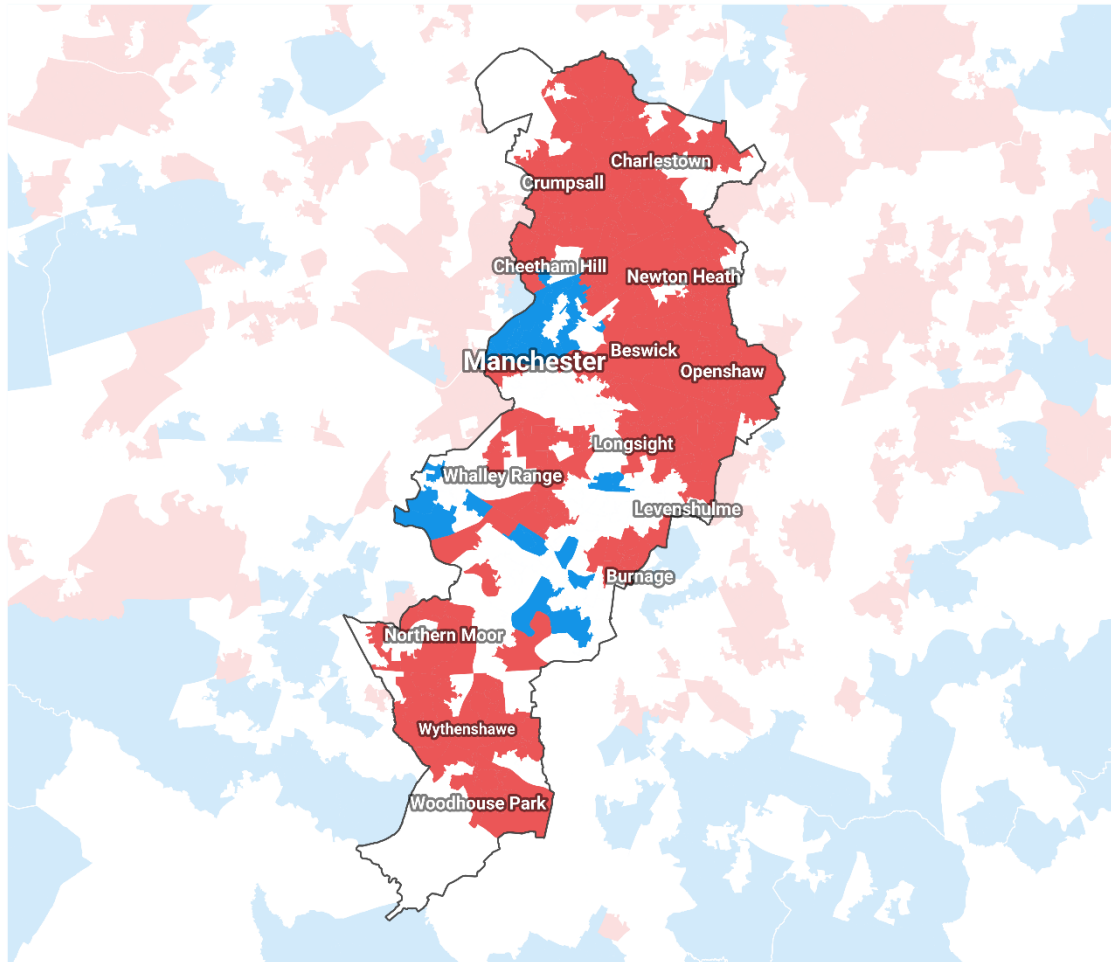 Charlestown
Crumpsall
Cheetham Hill
Newton Heath
Beswick
Manchester
Openshaw
Longsight
Whalley Range
Levenshulme
Burnage
Northern Moor
Wythenshawe
Woodhouse Park